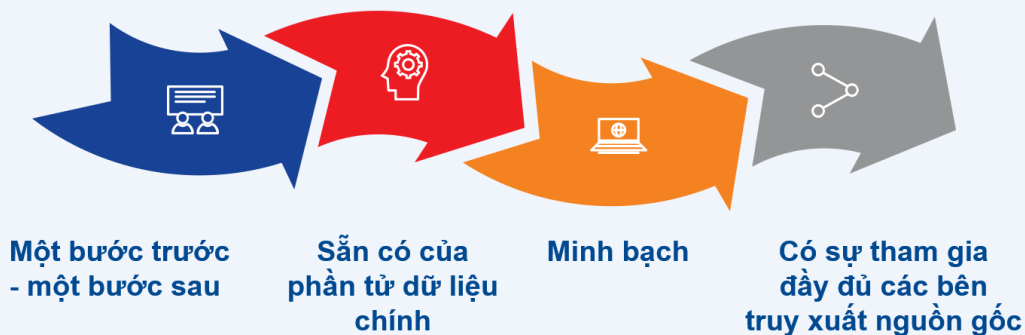 Một bước trước
- một bước sau
Sẵn có của
phần tử dữ liệu
chính
Minh bạch
Có sự tham gia
đầy đủ các bên
truy xuất nguồn gốc